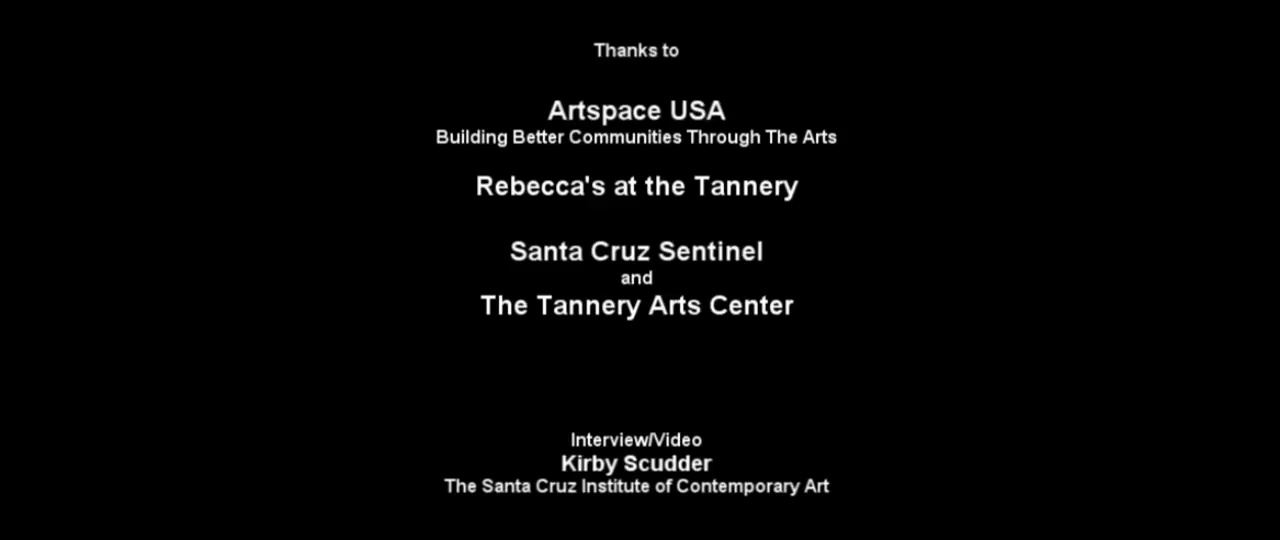 Thanks to
Artspace USA
Building Better Communities Through The Arts
Rebecca's at the Tannery
Santa Cruz Sentinel
and
The Tannery Arts Center
Interview/Video
Kirby Scudder
The Santa Cruz Institute of Contemporary Art